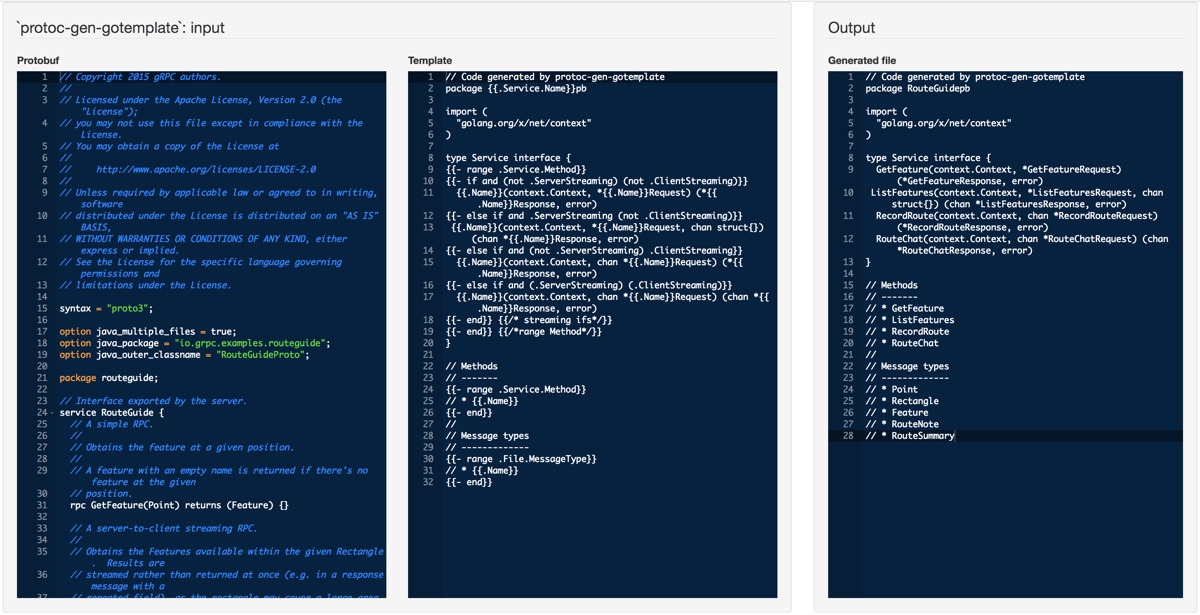 `protoc-gen-gotemplate`: input
Protobuf
1 // Copyright 2015 gRPC authors.
2 //
3 // Licensed under the Apache License, Version 2.0 (the
"License");
4 // you may not use this file except in compliance with the
License.
5 // You may obtain a copy of the License at
6 //
7 //     http://www.apache.org/licenses/LICENSE-2.0
8 //
9 // Unless required by applicable law or agreed to in writing,
software
10 // distributed under the License is distributed on an "AS IS"
BASIS,
11 // WITHOUT WARRANTIES OR CONDITIONS OF ANY KIND, either
express or implied.
12 // See the License for the specific language governing
permissions and
13 // limitations under the License.
14
15 syntax = "proto3";
16
17 option java_multiple_files = true;
18 option java_package = "io.grpc.examples.routeguide";
19 option java_outer_classname = "RouteGuideProto";
20
21 package routeguide;
22
23 // Interface exported by the server.
24 service RouteGuide {
25   // A simple RPC.
26   //
27   // Obtains the feature at a given position.
28   //
29   // A feature with an empty name is returned if there's no
feature at the given
30   // position.
31   rpc GetFeature(Point) returns (Feature) {}
32
33   // A server-to-client streaming RPC.
34   //
35   // Obtains the Features available within the given Rectangle
.  Results are
36   // streamed rather than returned at once (e.g. in a response
message with a
37   // repeated field), as the rectangle may cover a large area
Template
1 // Code generated by protoc-gen-gotemplate
2 package {{.Service.Name}}pb
3
4 import (
5   "golang.org/x/net/context"
6 )
7
8 type Service interface {
9 {{- range .Service.Method}}
10 {{- if and (not .ServerStreaming) (not .ClientStreaming)}}
11   {{.Name}}(context.Context, *{{.Name}}Request) (*{{
.Name}}Response, error)
12 {{- else if and .ServerStreaming (not .ClientStreaming)}}
13  {{.Name}}(context.Context, *{{.Name}}Request, chan struct{})
(chan *{{.Name}}Response, error)
14 {{- else if and (not .ServerStreaming) .ClientStreaming}}
15   {{.Name}}(context.Context, chan *{{.Name}}Request) (*{{
.Name}}Response, error)
16 {{- else if and (.ServerStreaming) (.ClientStreaming)}}
17   {{.Name}}(context.Context, chan *{{.Name}}Request) (chan *{{
.Name}}Response, error)
18 {{- end}} {{/* streaming ifs*/}}
19 {{- end}} {{/*range Method*/}}
20 }
21
22 // Methods
23 // -------
24 {{- range .Service.Method}}
25 // * {{.Name}}
26 {{- end}}
27 //
28 // Message types
29 // -------------
30 {{- range .File.MessageType}}
31 // * {{.Name}}
32 {{- end}}
Output
Generated file
1 // Code generated by protoc-gen-gotemplate
2 package RouteGuidepb
3
4 import (
5   "golang.org/x/net/context"
6 )
7
8 type Service interface {
9   GetFeature(context.Context, *GetFeatureRequest)
(*GetFeatureResponse, error)
10  ListFeatures(context.Context, *ListFeaturesRequest, chan
struct{}) (chan *ListFeaturesResponse, error)
11   RecordRoute(context.Context, chan *RecordRouteRequest)
(*RecordRouteResponse, error)
12   RouteChat(context.Context, chan *RouteChatRequest) (chan
*RouteChatResponse, error)
13 }
14
15 // Methods
16 // -------
17 // * GetFeature
18 // * ListFeatures
19 // * RecordRoute
20 // * RouteChat
21 //
22 // Message types
23 // -------------
24 // * Point
25 // * Rectangle
26 // * Feature
27 // * RouteNote
28 // * RouteSummary